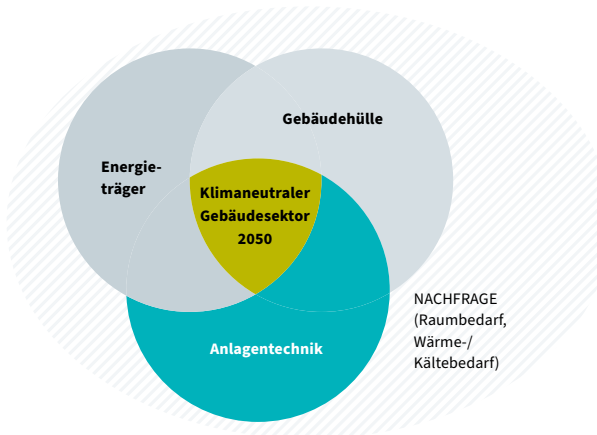 Gebäudehülle
Energie-
träger
Klimaneutraler
Gebäudesektor
2050
NACHFRAGE
(Raumbedarf,
Wärme-/
Kältebedarf)
Anlagentechnik